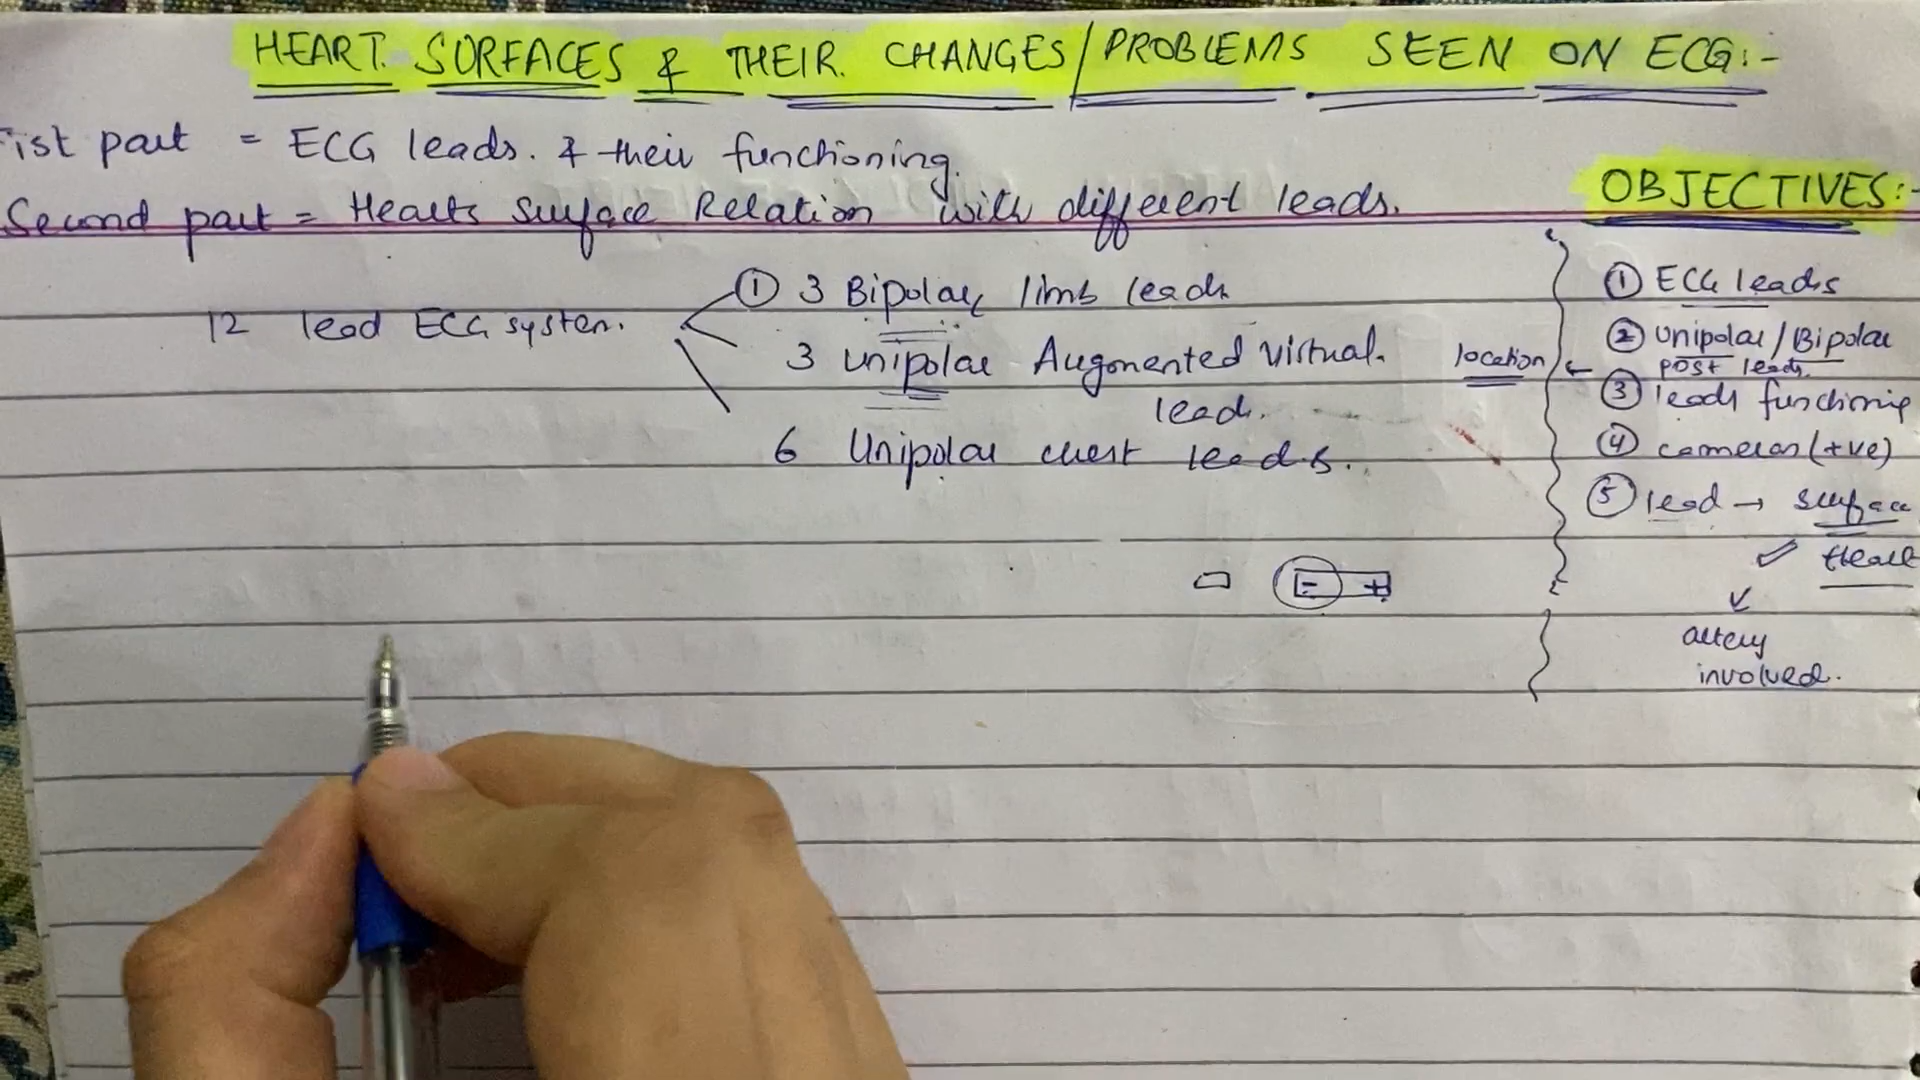 HEART SURFACES & THEIR CHANGES/PROBLEMS SEEN ON ECG:-
Fist part = ECG leads. & their functioning.
Second part = Hearts Surface Relation with different leads.
12 lead ECG system.
① 3 Bipolar limb leads
3 unipolar Augmented virtual
leads.
6 Unipolar chest leads.
- +
location
OBJECTIVES:-
① ECG leads
② Unipolar/Bipolar
post leads.
③ leads functioning
④ cameras (+ve)
⑤ lead → surface
Heart
artery
involved.